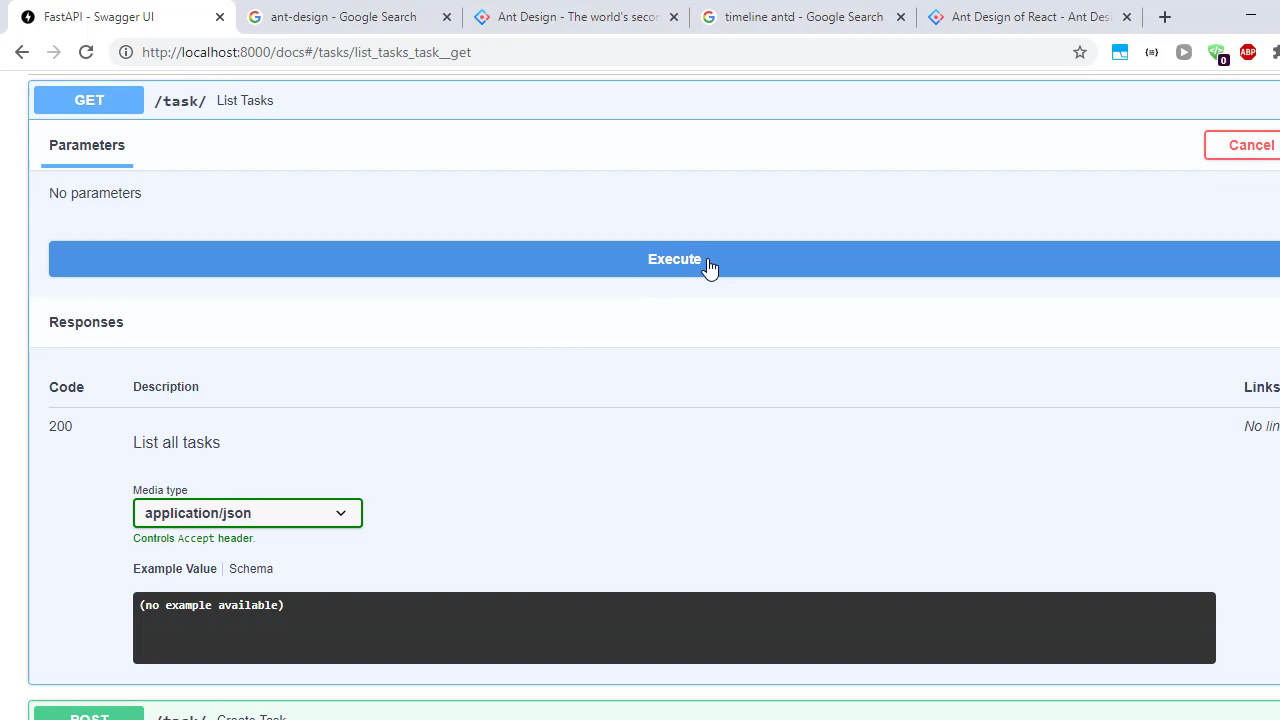 FastAPI - Swagger UI
ant-design - Google Search
Ant Design - The world's secon
timeline antd - Google Search
Ant Design of React - Ant Des
http://localhost:8000/docs#/tasks/list_tasks_task__get
0
ABP
GET /task/ List Tasks
Parameters
Cancel
No parameters
Execute
Responses
Code Description Links
200 List all tasks No lin
Media type
application/json
Controls Accept header.
Example Value | Schema
(no example available)
POST /task/ Create Task